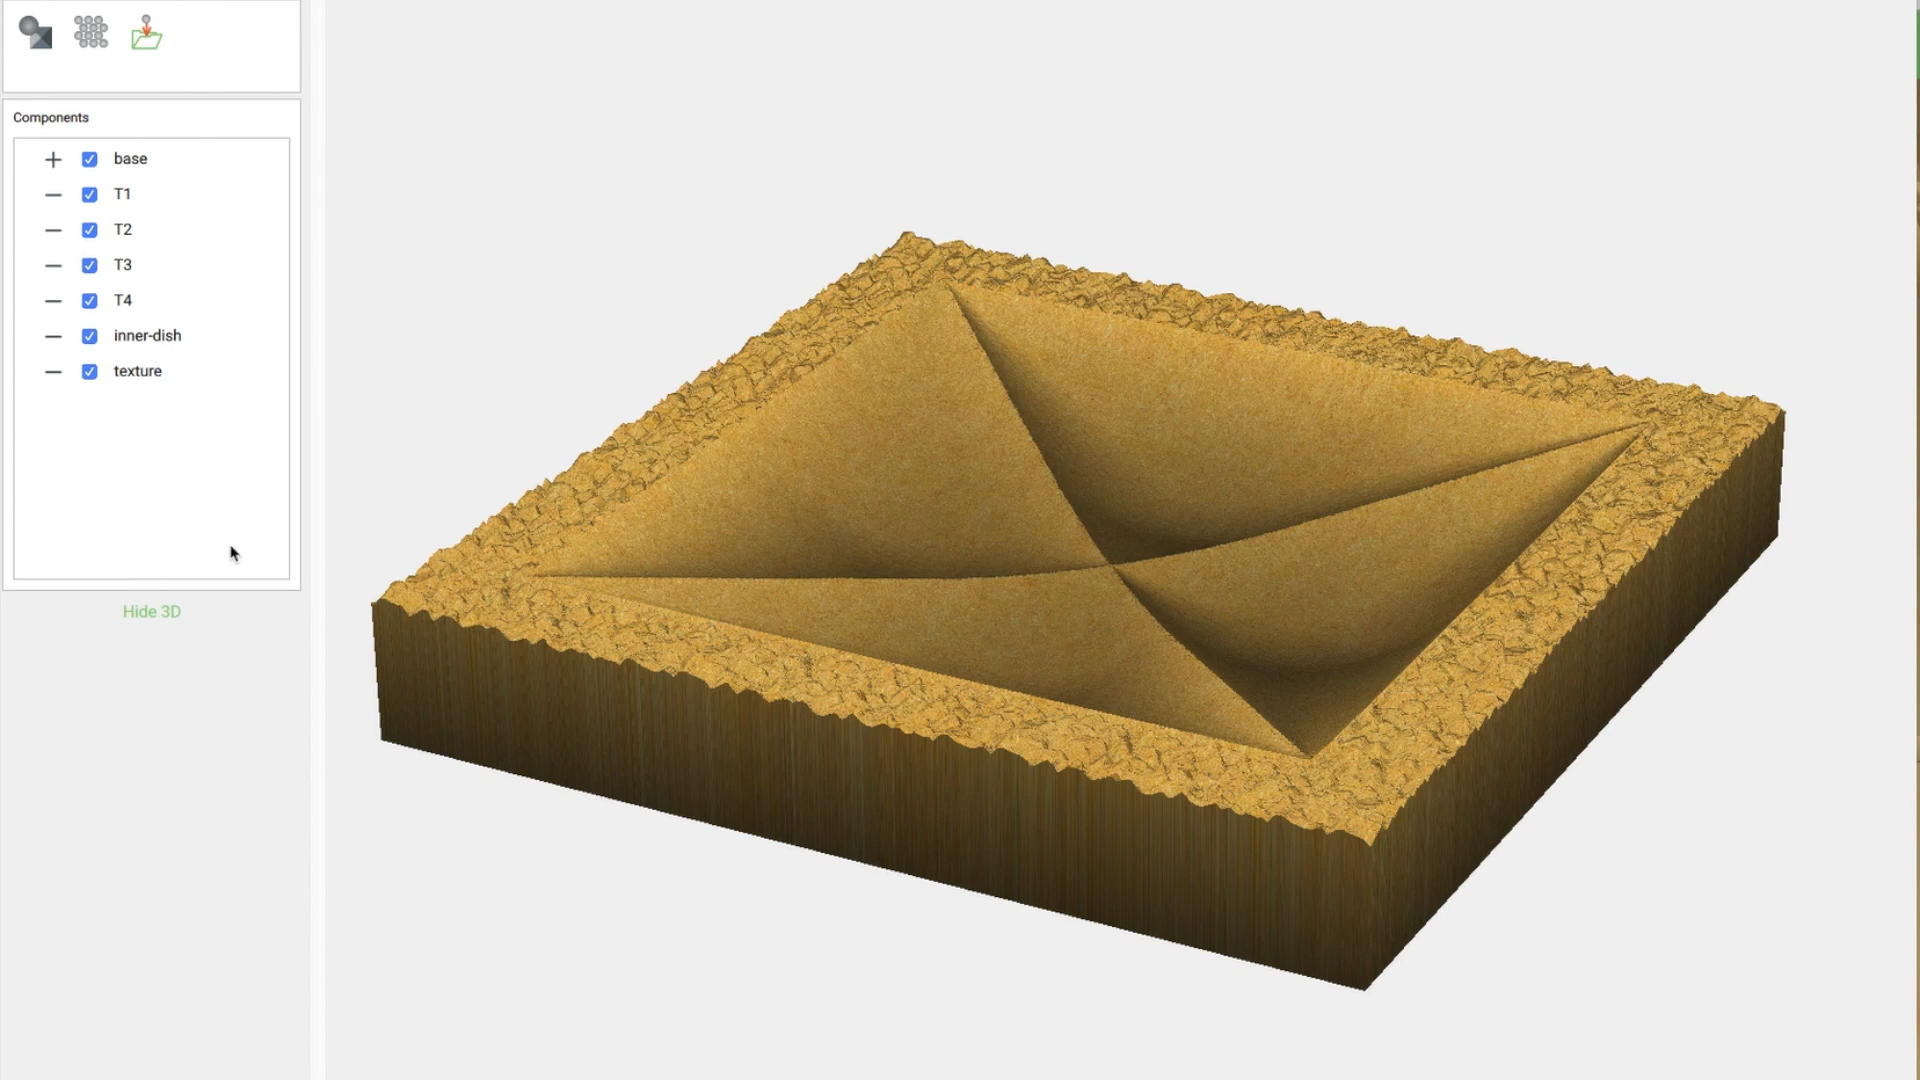 Components
base
T1
T2
T3
T4
inner-dish
texture
Hide 3D